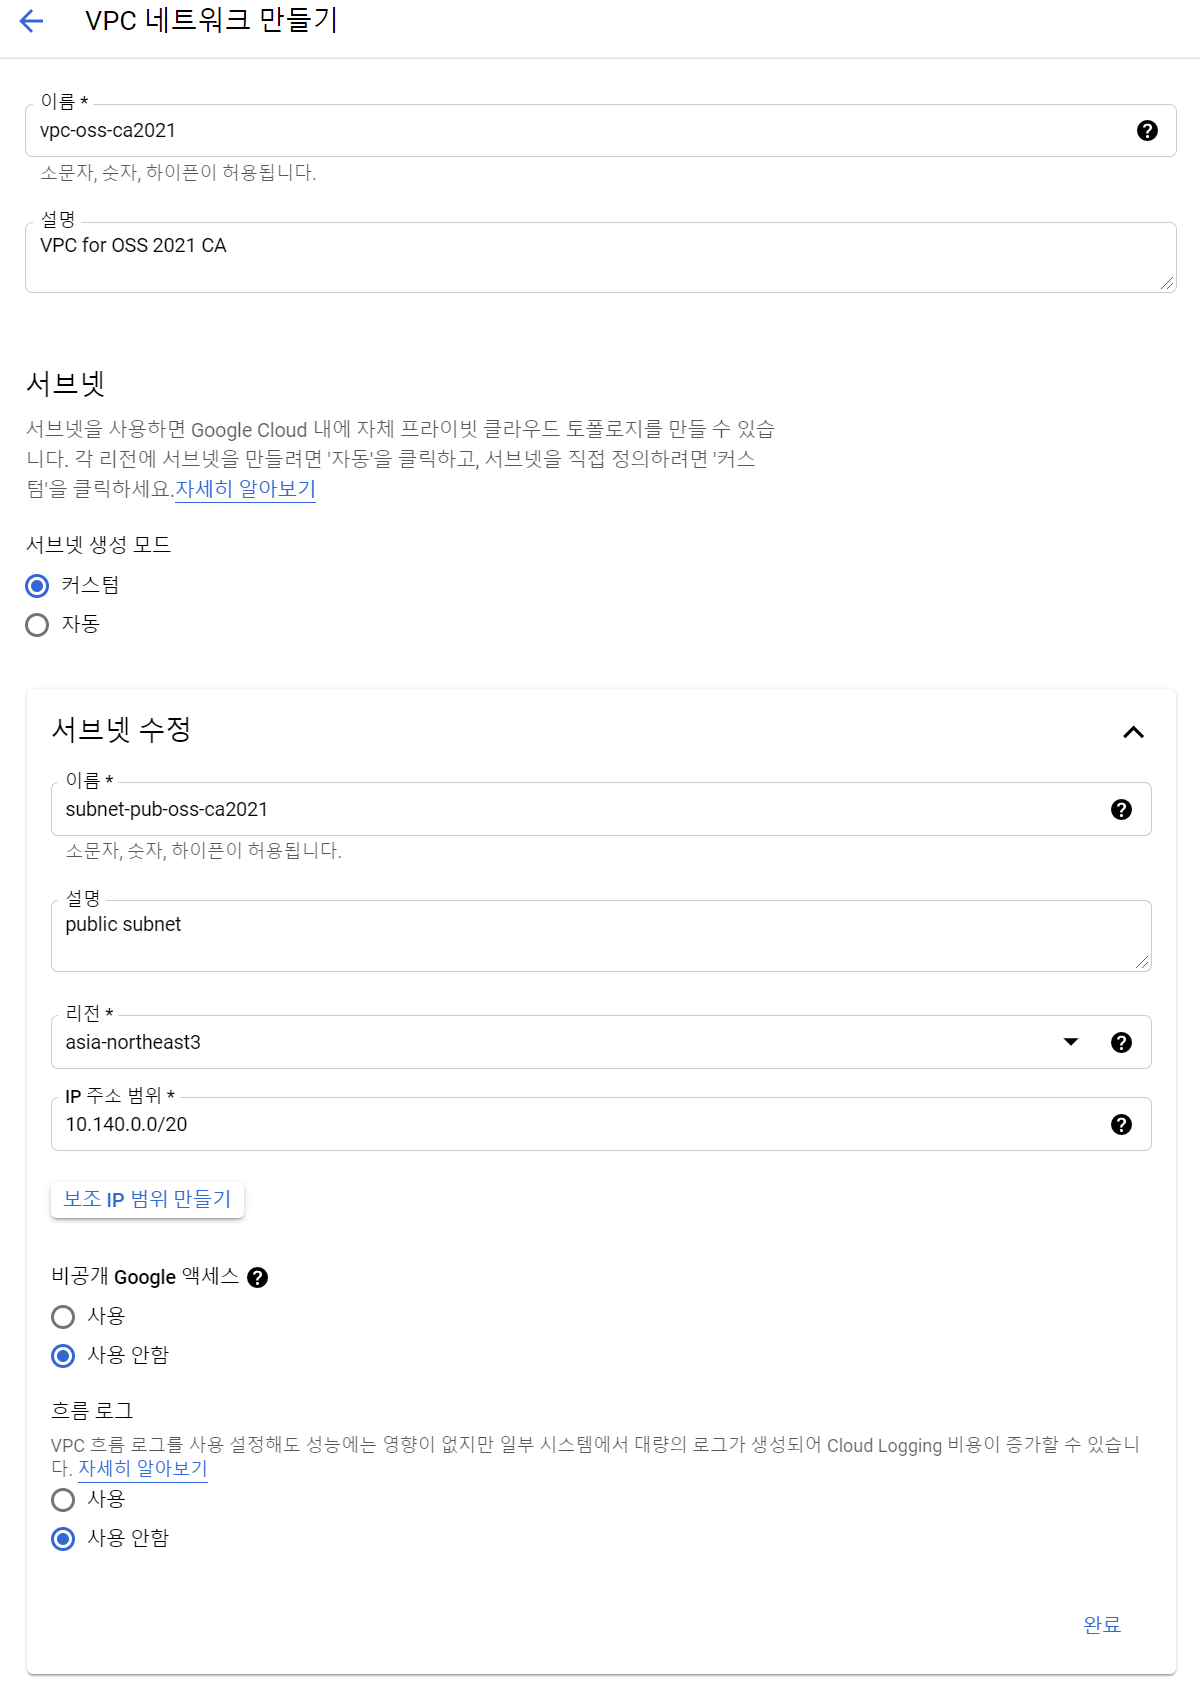 VPC 네트워크 만들기
이름 *
vpc-oss-ca2021
소문자, 숫자, 하이픈이 허용됩니다.
설명
VPC for OSS 2021 CA
서브넷
서브넷을 사용하면 Google Cloud 내에 자체 프라이빗 클라우드 토폴로지를 만들 수 있습
니다. 각 리전에 서브넷을 만들려면 '자동'을 클릭하고, 서브넷을 직접 정의하려면 '커스
텀'을 클릭하세요.자세히 알아보기
서브넷 생성 모드
커스텀
자동
서브넷 수정
이름 *
subnet-pub-oss-ca2021
소문자, 숫자, 하이픈이 허용됩니다.
설명
public subnet
리전 *
asia-northeast3
IP 주소 범위 *
10.140.0.0/20
보조 IP 범위 만들기
비공개 Google 액세스
사용
사용 안함
흐름 로그
VPC 흐름 로그를 사용 설정해도 성능에는 영향이 없지만 일부 시스템에서 대량의 로그가 생성되어 Cloud Logging 비용이 증가할 수 있습니
다. 자세히 알아보기
사용
사용 안함
완료